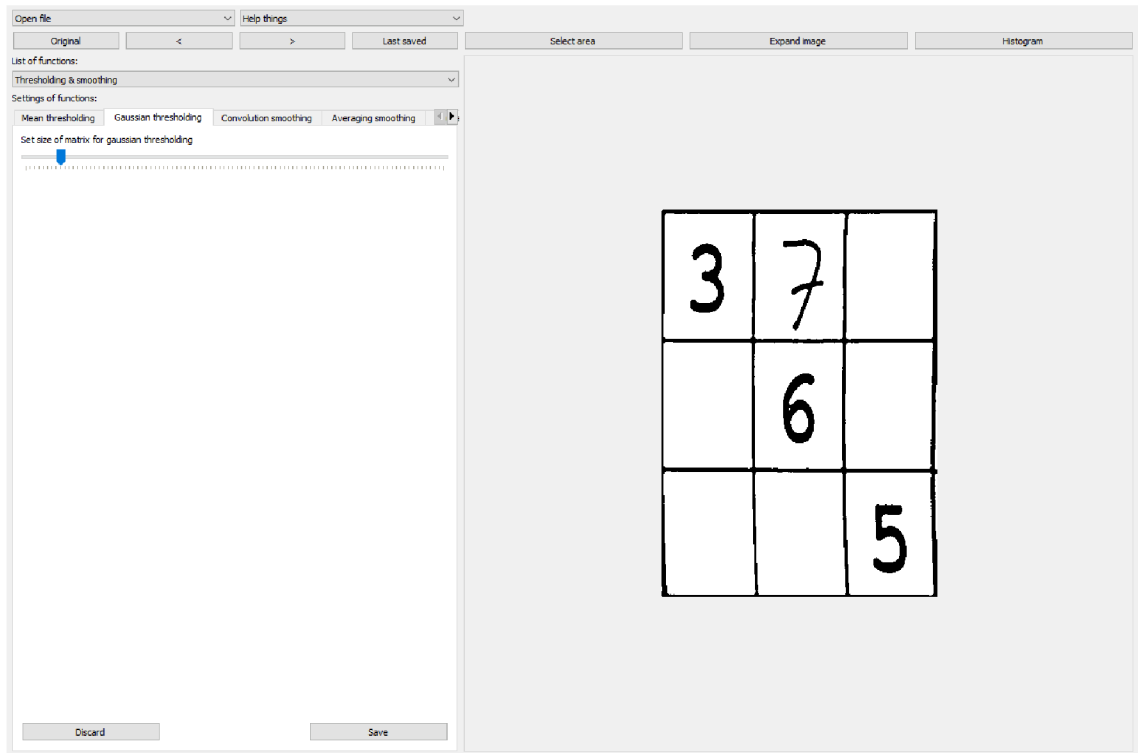 Open file Help things
Original < > Last saved Select area Expand image Histogram
List of functions:
Thresholding & smoothing
Settings of functions:
Mean thresholding Gaussian thresholding Convolution smoothing Averaging smoothing
Set size of matrix for gaussian thresholding
3 7
6
5
Discard Save